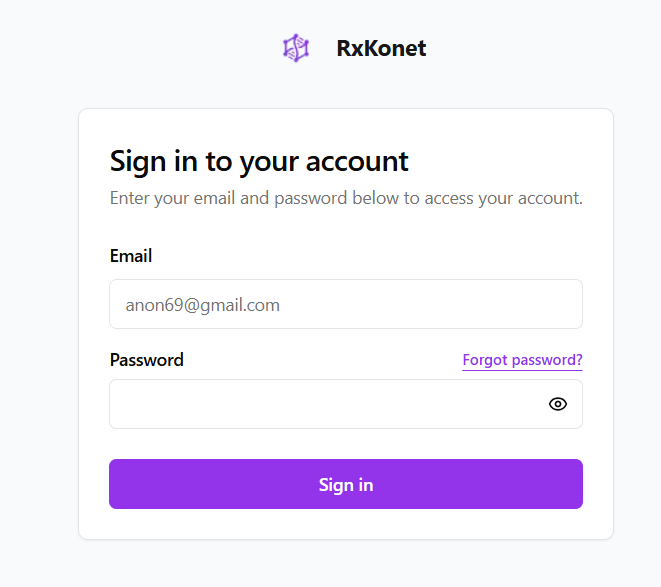 RxKonet
Sign in to your account
Enter your email and password below to access your account.
Email
anon69@gmail.com
Password
Forgot password?
Sign in